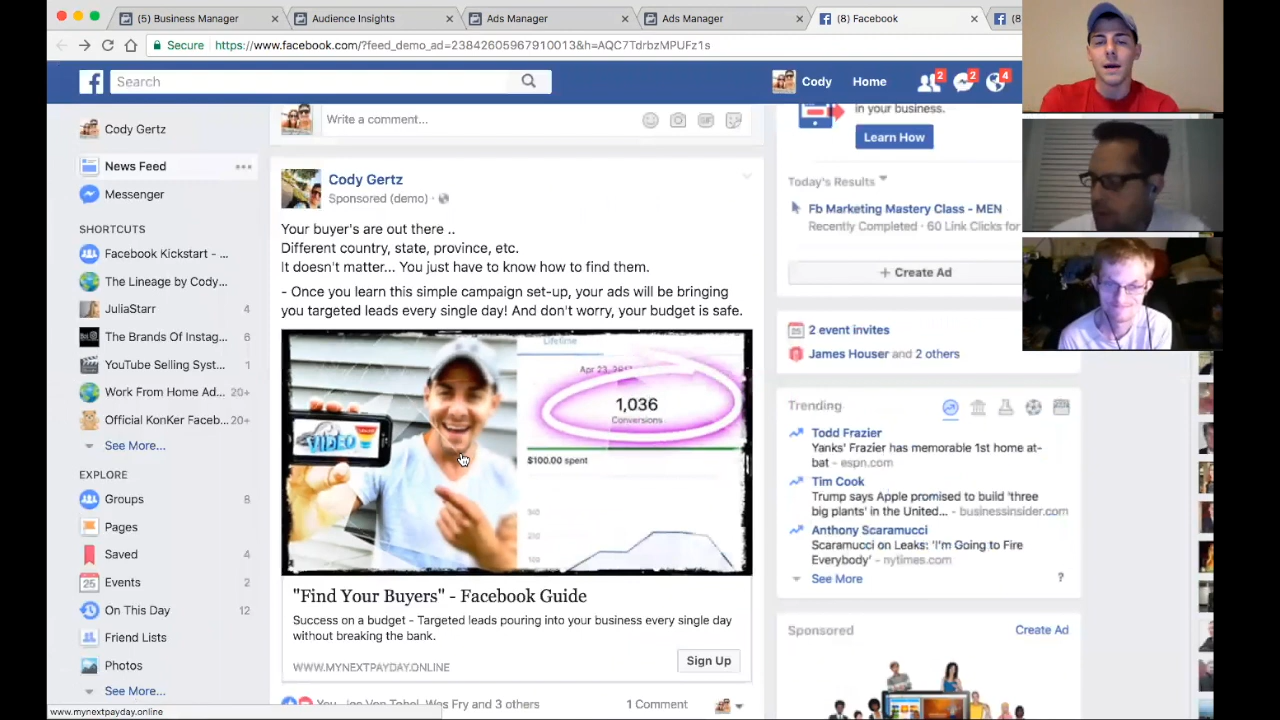 (5) Business Manager
Audience Insights
Ads Manager
Ads Manager
(8) Facebook
(8)
Secure https://www.facebook.com/?feed_demo_ad=23842605967910013&h=AQC7TdrbzMPUFz1s
Search
Cody Home 2 2 4
Cody Gertz
News Feed
Messenger
SHORTCUTS
Facebook Kickstart - ...
The Lineage by Cody...
JuliaStarr 4
The Brands Of Instag... 6
YouTube Selling Syst... 1
Work From Home Ad... 20+
Official KonKer Faceb... 20+
See More...
EXPLORE
Groups 8
Pages
Saved 4
Events 2
On This Day 12
Friend Lists
Photos
See More...
www.mynextpayday.online
Write a comment...
Cody Gertz
Sponsored (demo)
Your buyer's are out there ..
Different country, state, province, etc.
It doesn't matter... You just have to know how to find them.
- Once you learn this simple campaign set-up, your ads will be bringing
you targeted leads every single day! And don't worry, your budget is safe.
VIDEO
Lifetime
1,036
Conversions
$100.00 spent
"Find Your Buyers" - Facebook Guide
Success on a budget - Targeted leads pouring into your business every single day
without breaking the bank.
WWW.MYNEXTPAYDAY.ONLINE
Sign Up
and 3 others
1 Comment
in your business.
Learn How
Today's Results
Fb Marketing Mastery Class - MEN
Recently Completed · 60 Link Clicks for
+ Create Ad
2 event invites
James Houser and 2 others
Trending
Todd Frazier
Yanks' Frazier has memorable 1st home at-
bat - espn.com
Tim Cook
Trump says Apple promised to build 'three
big plants' in the United... - businessinsider.com
Anthony Scaramucci
Scaramucci on Leaks: 'I'm Going to Fire
Everybody' - nytimes.com
See More ?
Sponsored
Create Ad